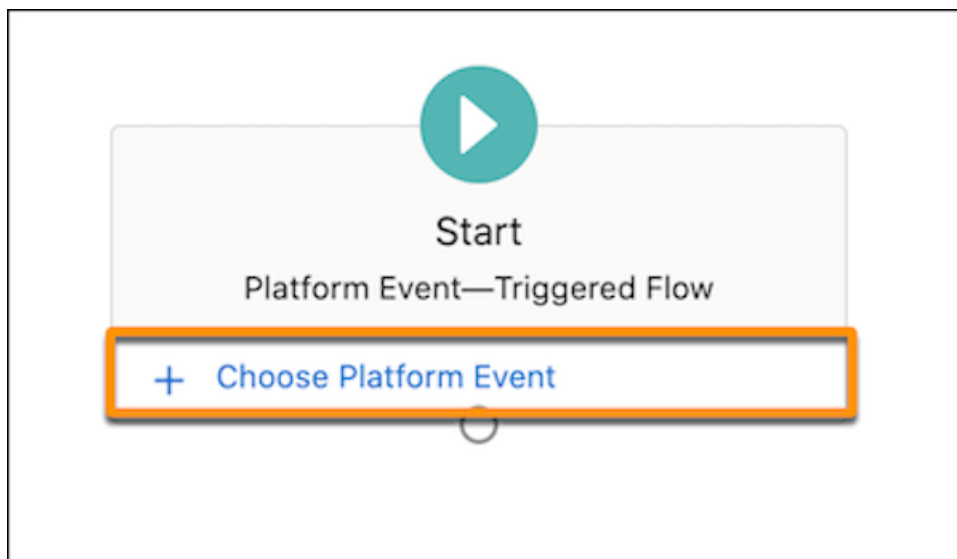 Start
Platform Event—Triggered Flow
+ Choose Platform Event